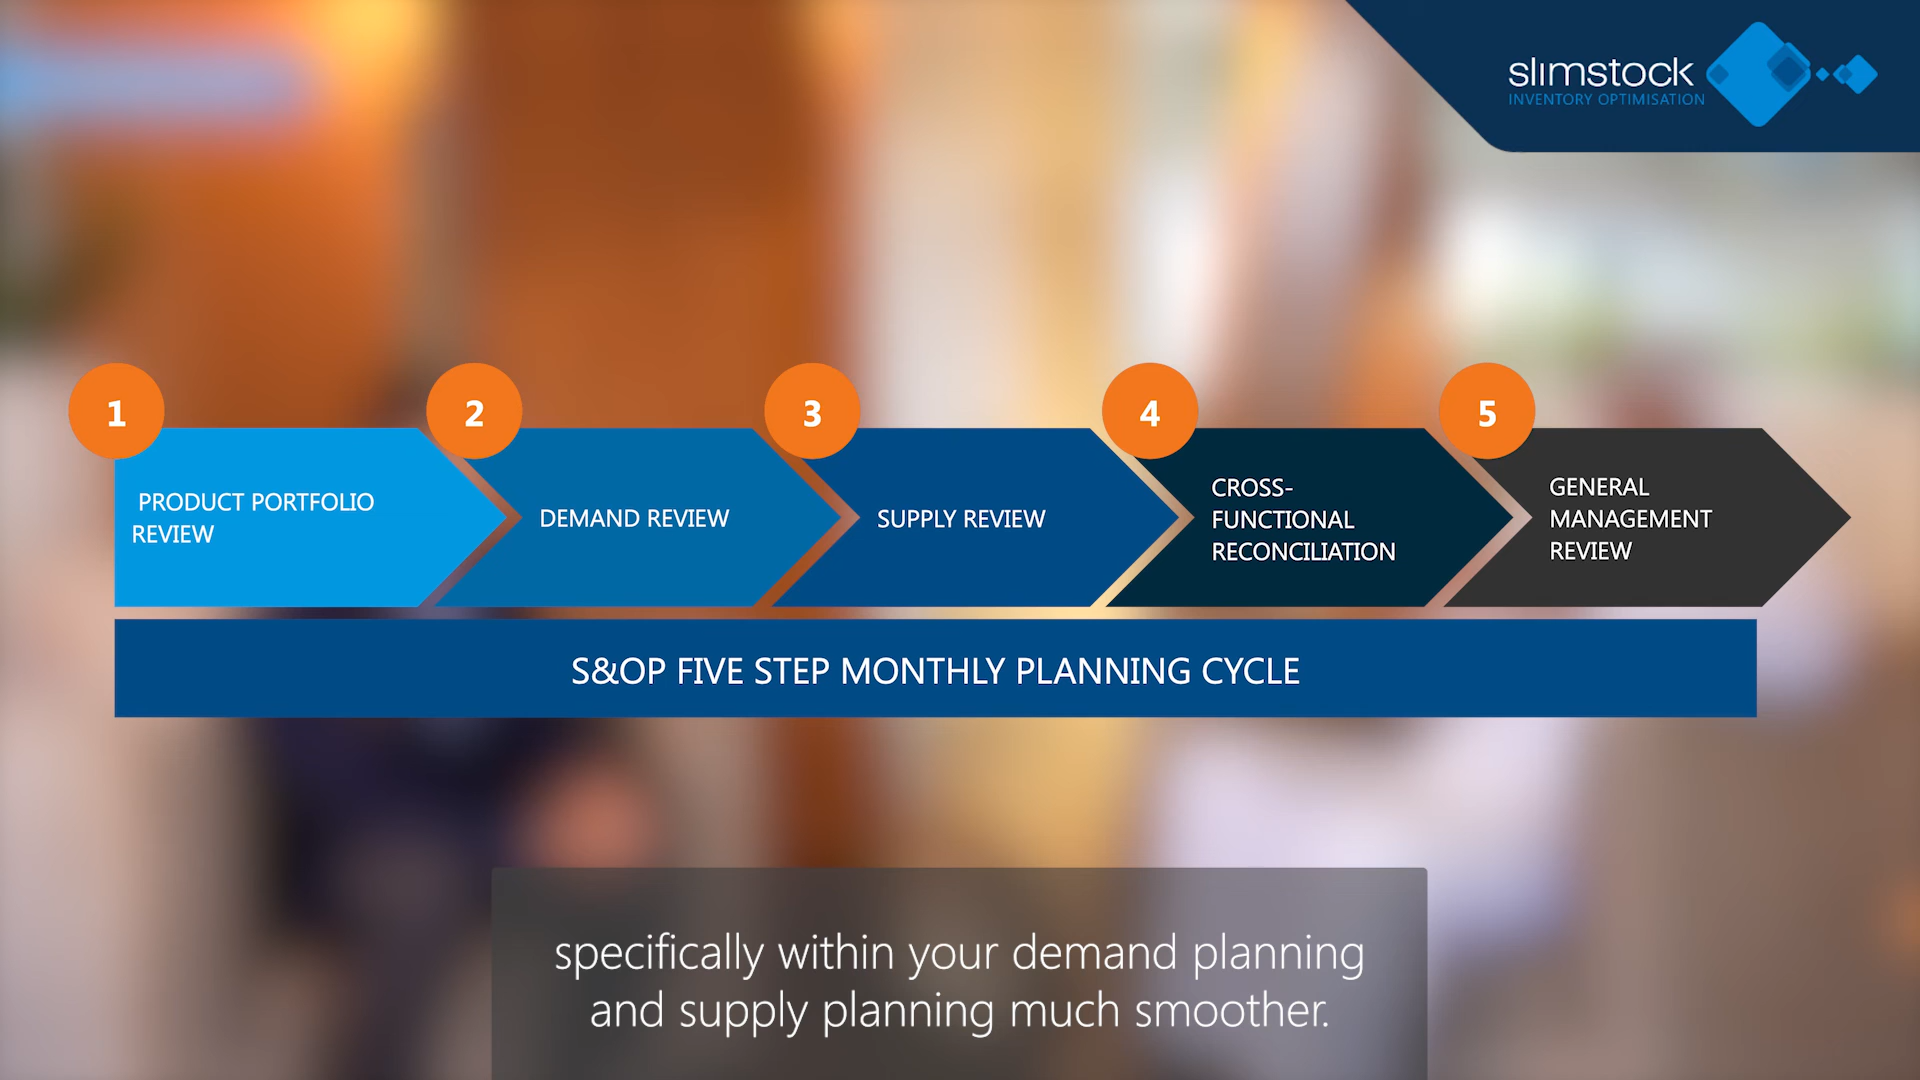 slimstock
INVENTORY OPTIMISATION
1
2
3
4
5
PRODUCT PORTFOLIO
REVIEW
DEMAND REVIEW
SUPPLY REVIEW
CROSS-
FUNCTIONAL
RECONCILIATION
GENERAL
MANAGEMENT
REVIEW
S&OP FIVE STEP MONTHLY PLANNING CYCLE
specifically within your demand planning
and supply planning much smoother.